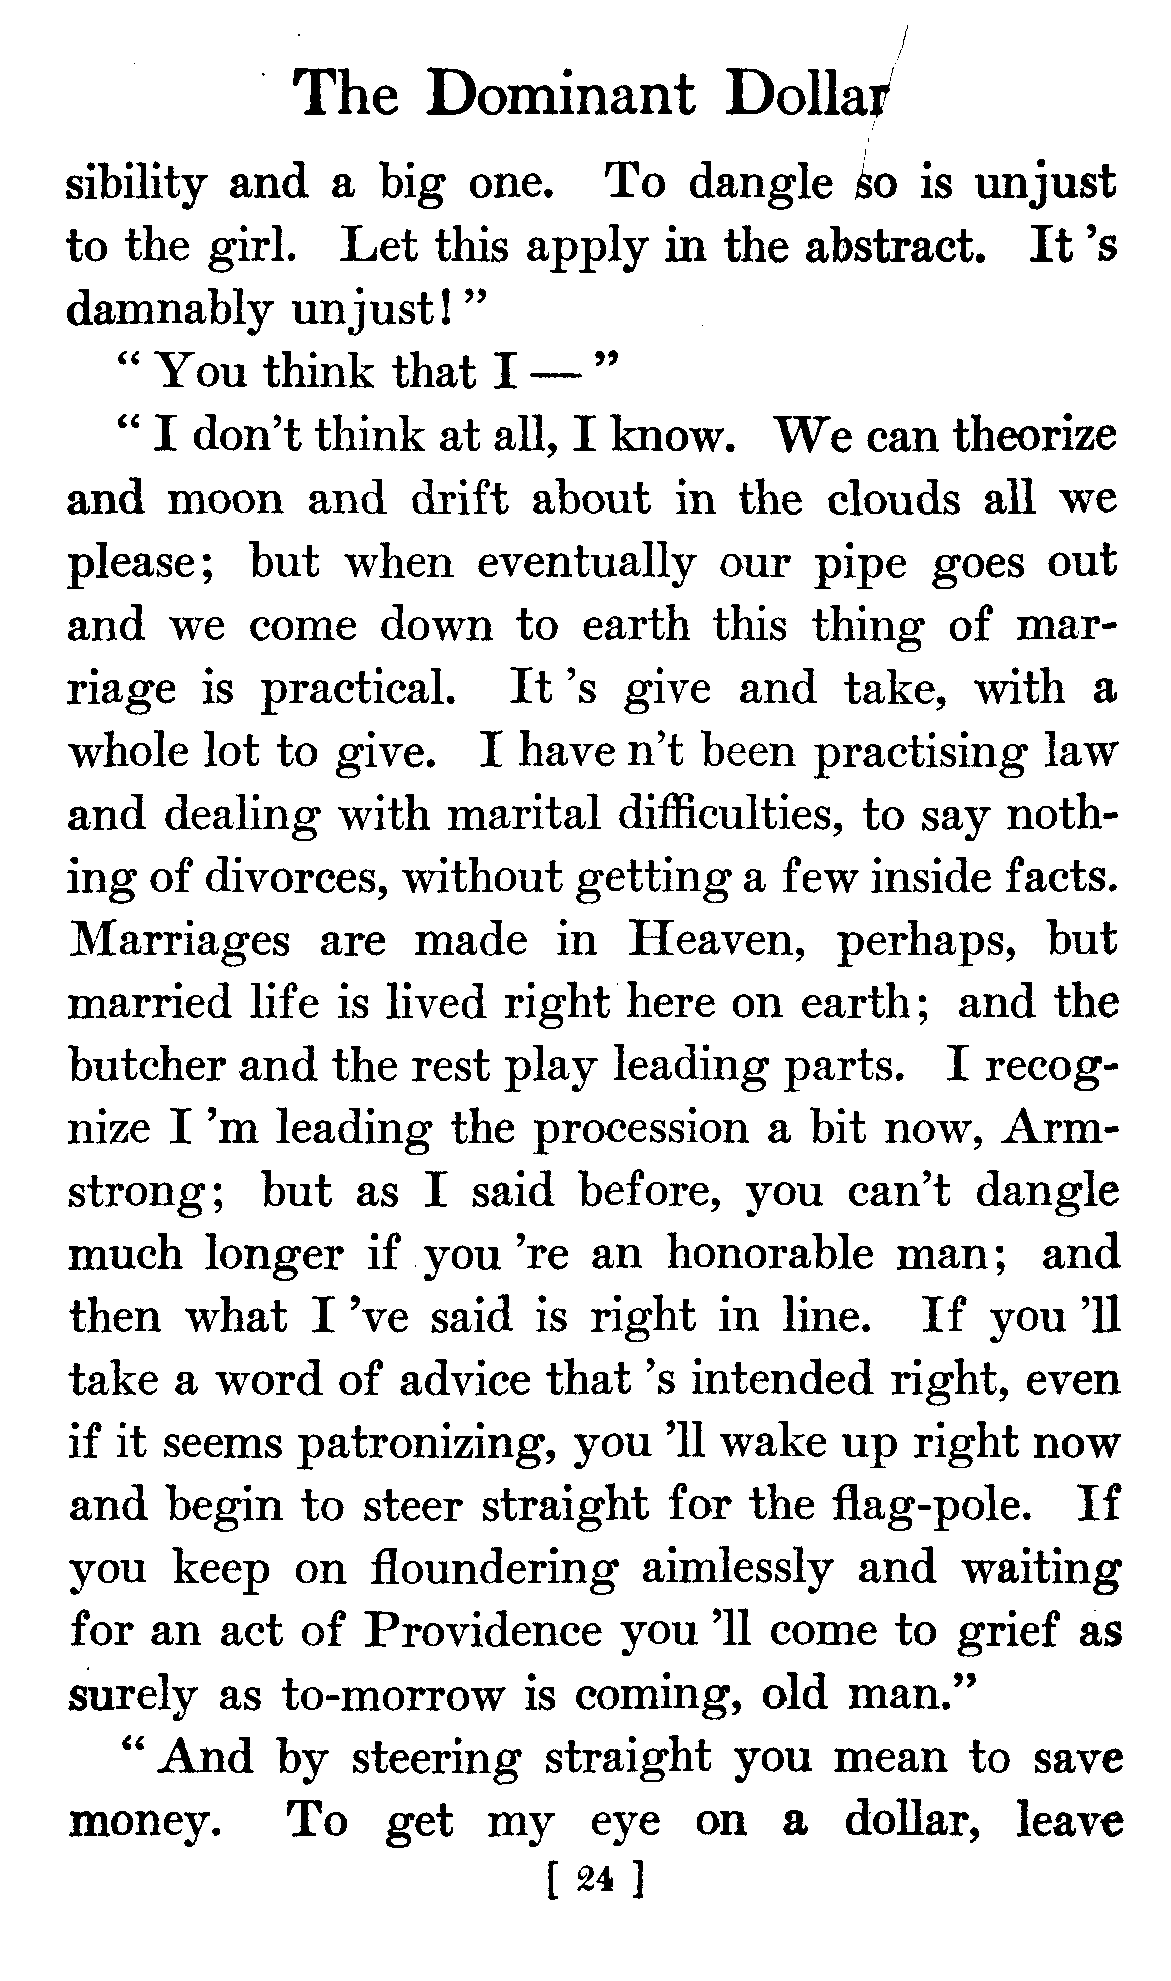 The Dominant Dollar
sibility and a big one. To dangle so is unjust
to the girl. Let this apply in the abstract. It 's
damnably unjust! ”
“ You think that I — ”
“ I don't think at all, I know. We can theorize
and moon and drift about in the clouds all we
please; but when eventually our pipe goes out
and we come down to earth this thing of mar-
riage is practical. It 's give and take, with a
whole lot to give. I have n't been practising law
and dealing with marital difficulties, to say noth-
ing of divorces, without getting a few inside facts.
Marriages are made in Heaven, perhaps, but
married life is lived right here on earth; and the
butcher and the rest play leading parts. I recog-
nize I 'm leading the procession a bit now, Arm-
strong; but as I said before, you can't dangle
much longer if you 're an honorable man; and
then what I 've said is right in line. If you 'll
take a word of advice that 's intended right, even
if it seems patronizing, you 'll wake up right now
and begin to steer straight for the flag-pole. If
you keep on floundering aimlessly and waiting
for an act of Providence you 'll come to grief as
surely as to-morrow is coming, old man.”
“ And by steering straight you mean to save
money. To get my eye on a dollar, leave
[ 24 ]